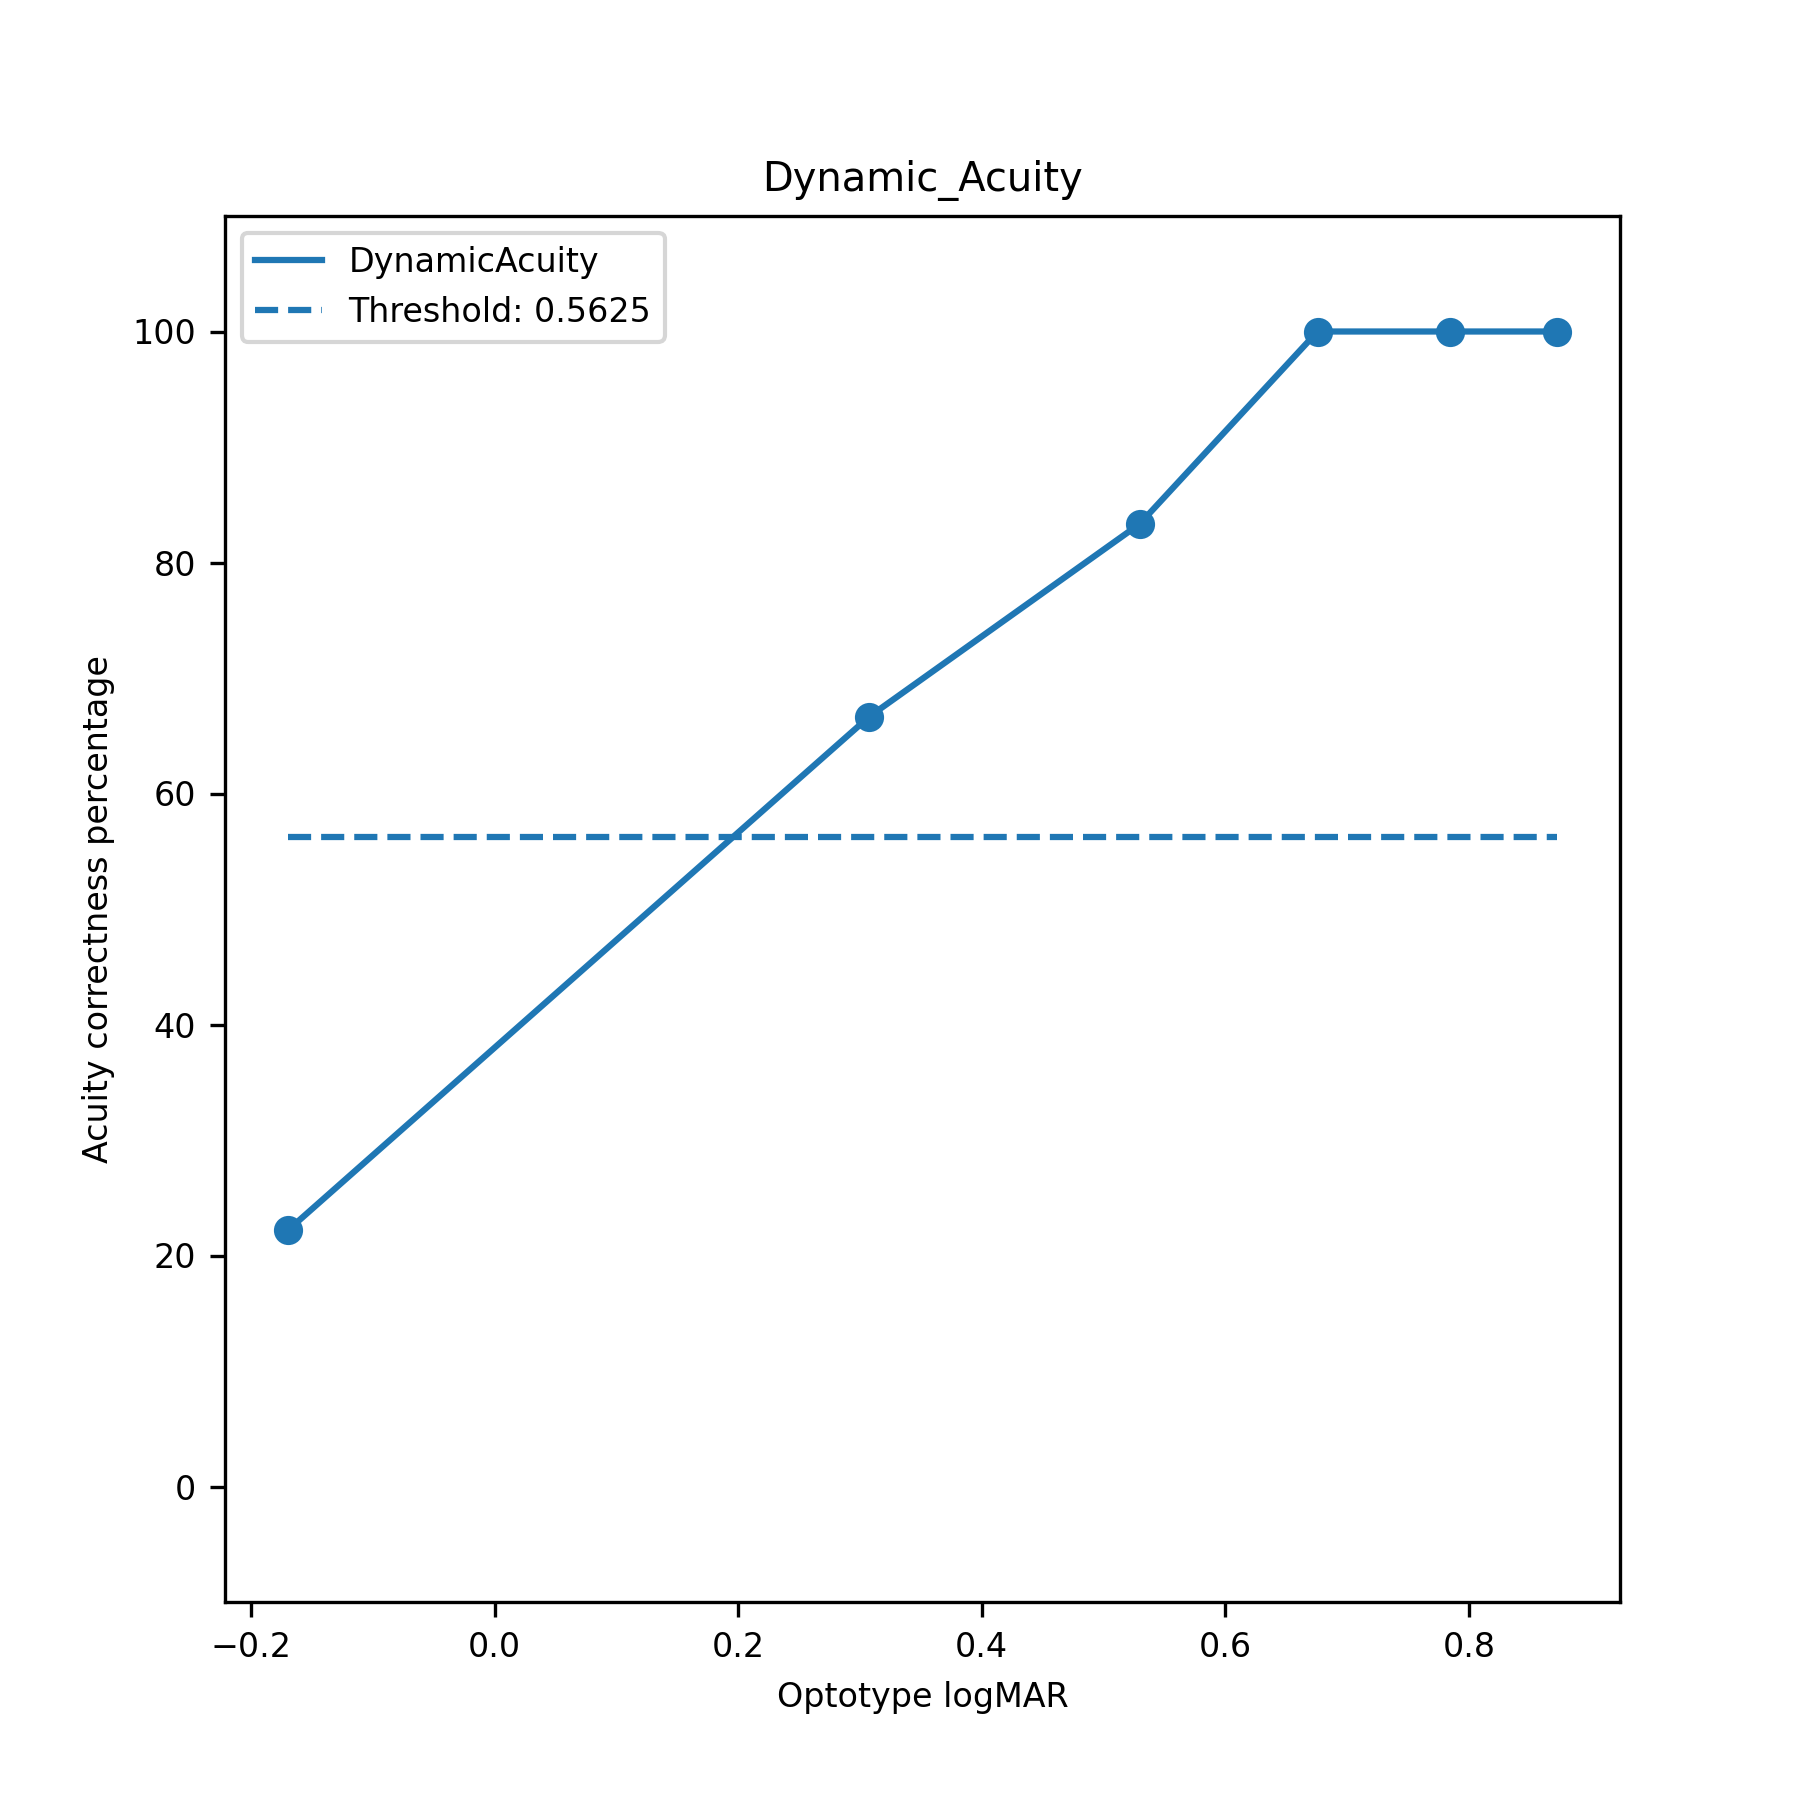 Dynamic_Acuity
DynamicAcuity
Threshold: 0.5625
100
80
60
40
20
0
Acuity correctness percentage
−0.2 0.0 0.2 0.4 0.6 0.8
Optotype logMAR